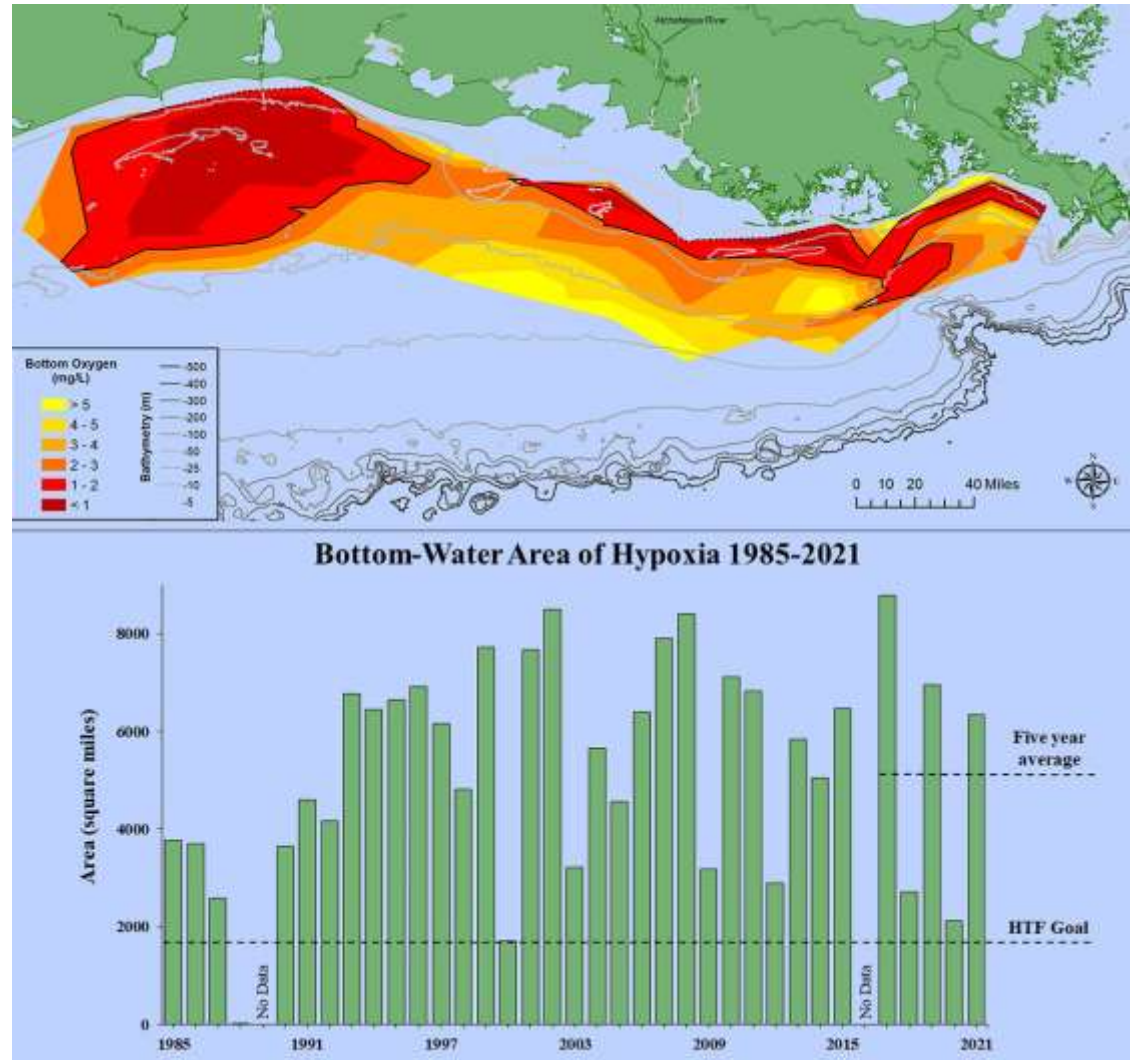 Atchafalaya River
Bottom Oxygen
(mg/L)
> 5
4 - 5
3 - 4
2 - 3
1 - 2
< 1
Bathymetry (m)
-500
-400
-300
-200
-100
-50
-25
-10
-5
N
W
E
S
0 10 20 40 Miles
Bottom-Water Area of Hypoxia 1985-2021
Area (square miles)
8000
6000
4000
2000
0
No Data
No Data
Five year
average
HTF Goal
1985
1991
1997
2003
2009
2015
2021